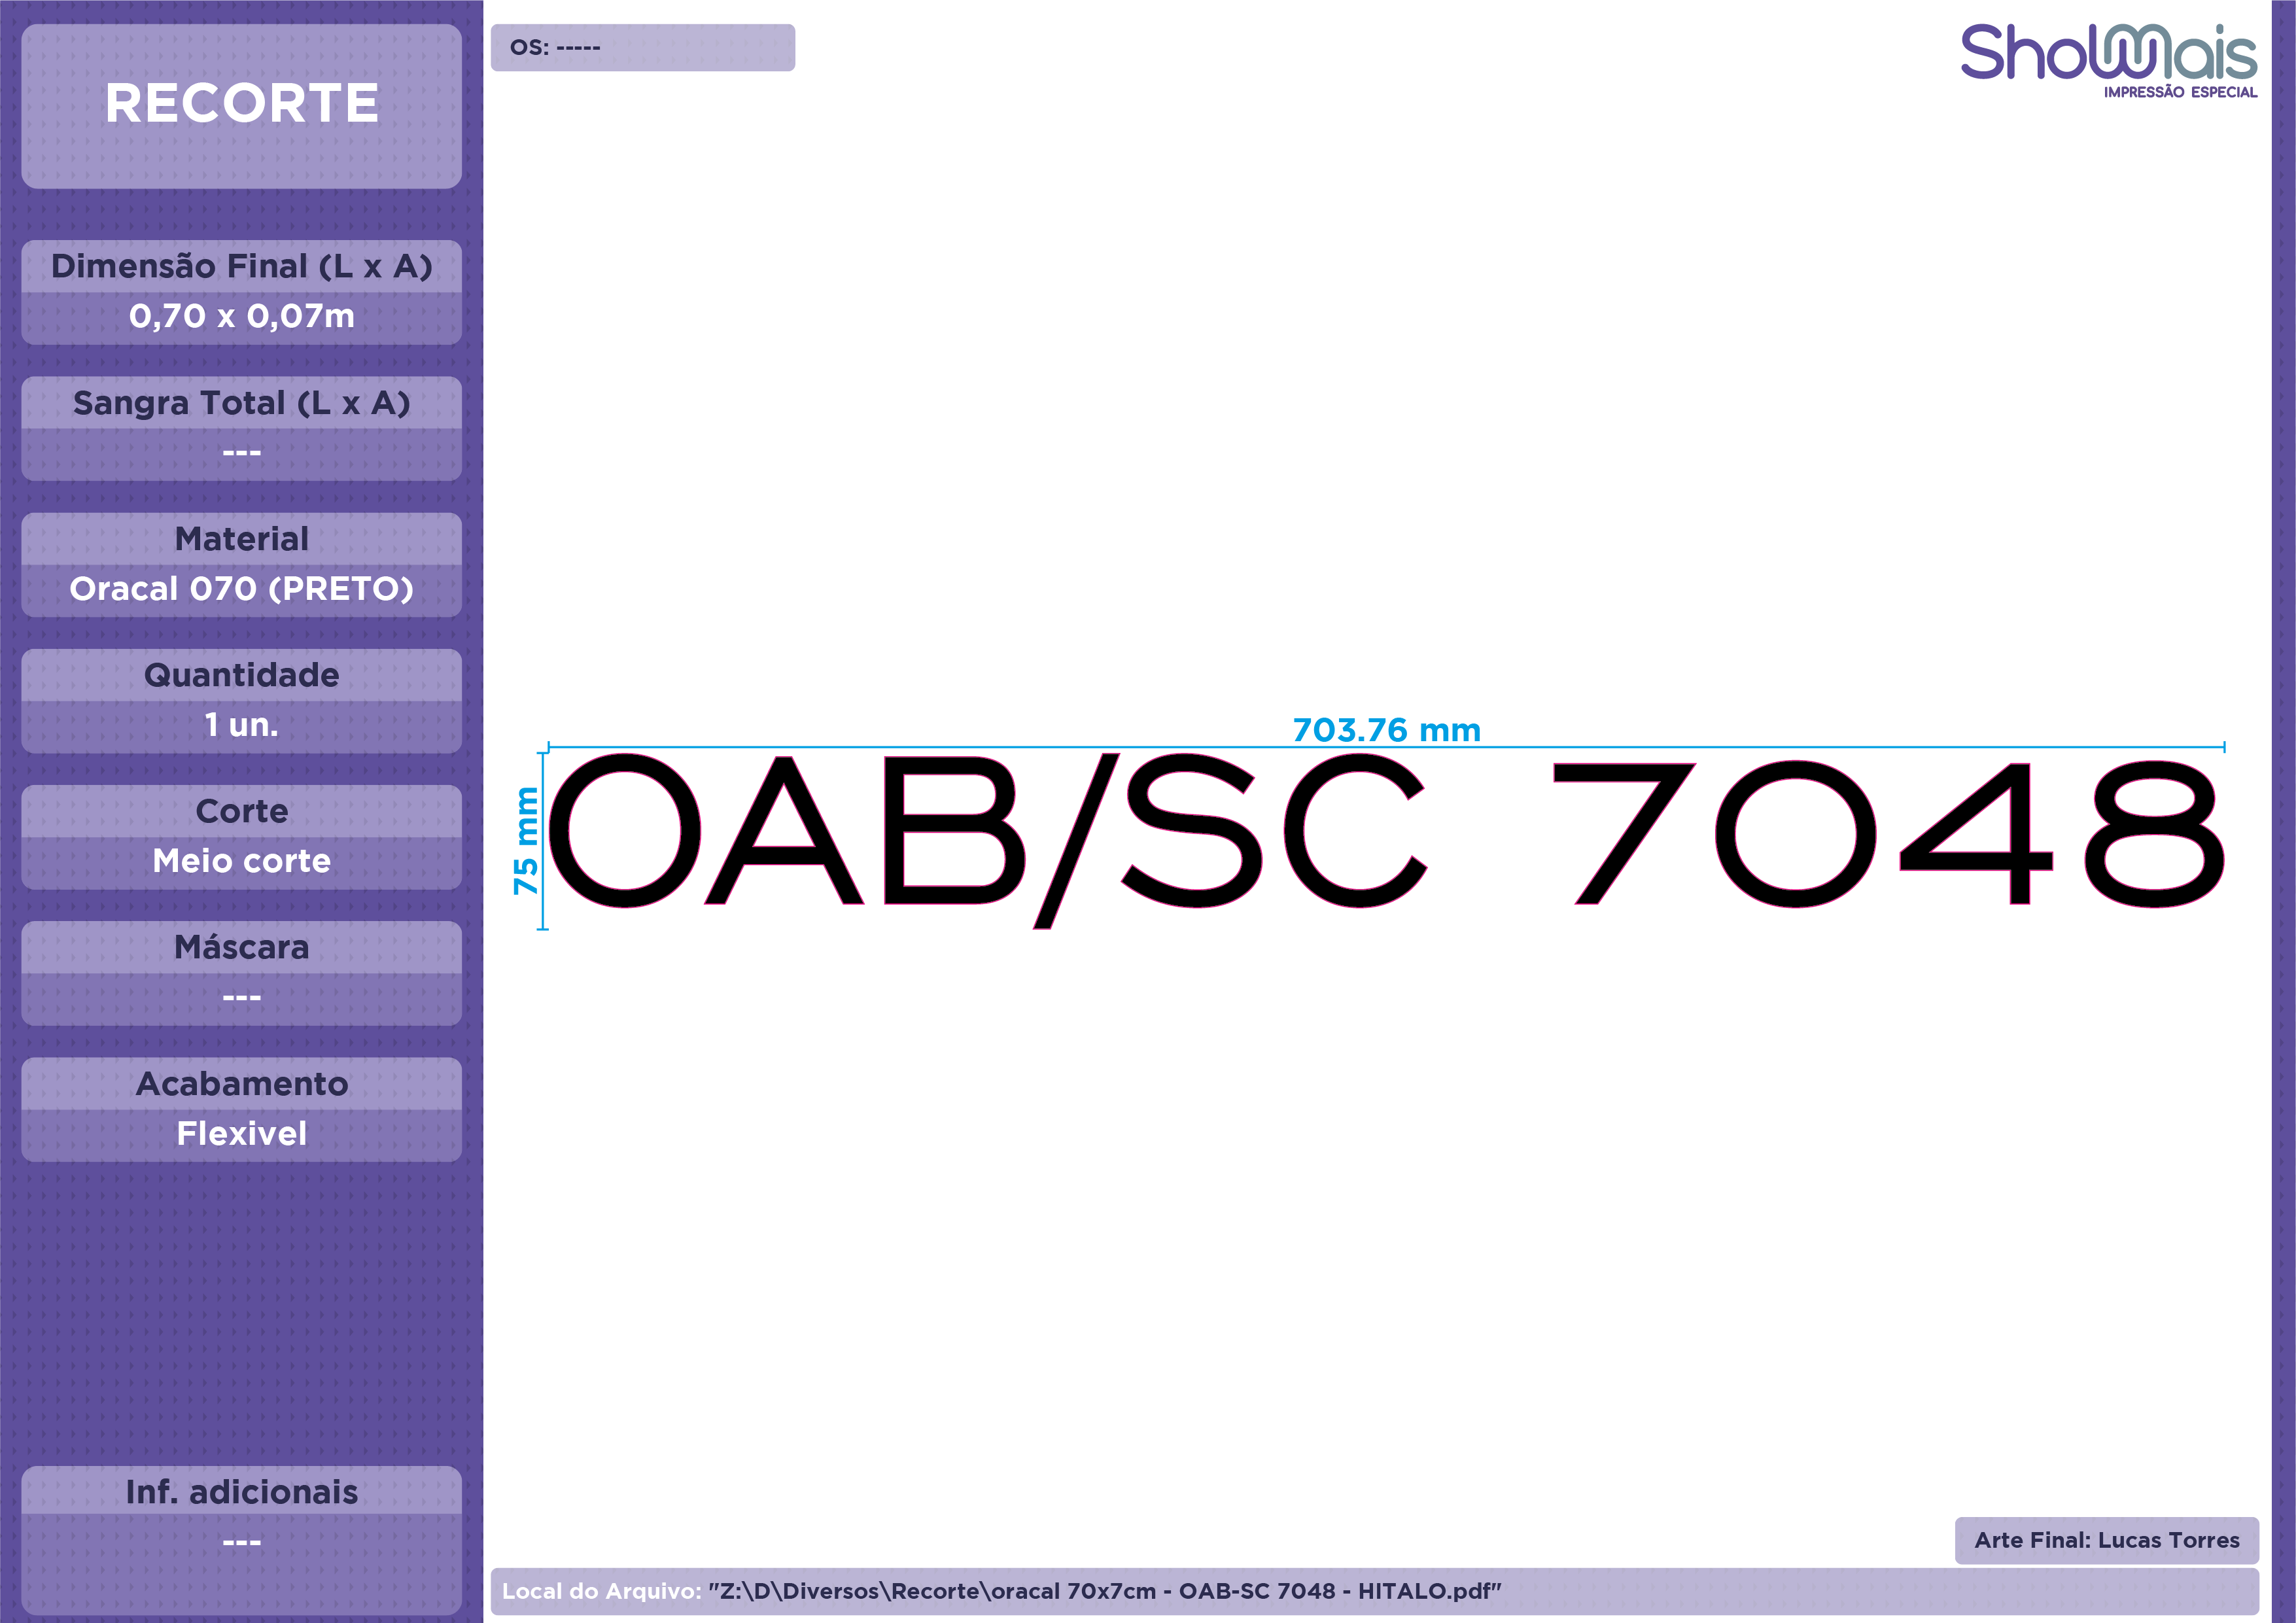 RECORTE
Dimensão Final (L x A)
0,70 x 0,07m
Sangra Total (L x A)
---
Material
Oracal 070 (PRETO)
Quantidade
1 un.
Corte
Meio corte
Máscara
---
Acabamento
Flexivel
Inf. adicionais
---
OS: -----
ShowMais
IMPRESSÃO ESPECIAL
703.76 mm
75 mm
OAB/SC 7048
Arte Final: Lucas Torres
Local do Arquivo: "Z:\D\Diversos\Recorte\oracal 70x7cm - OAB-SC 7048 - HITALO.pdf"